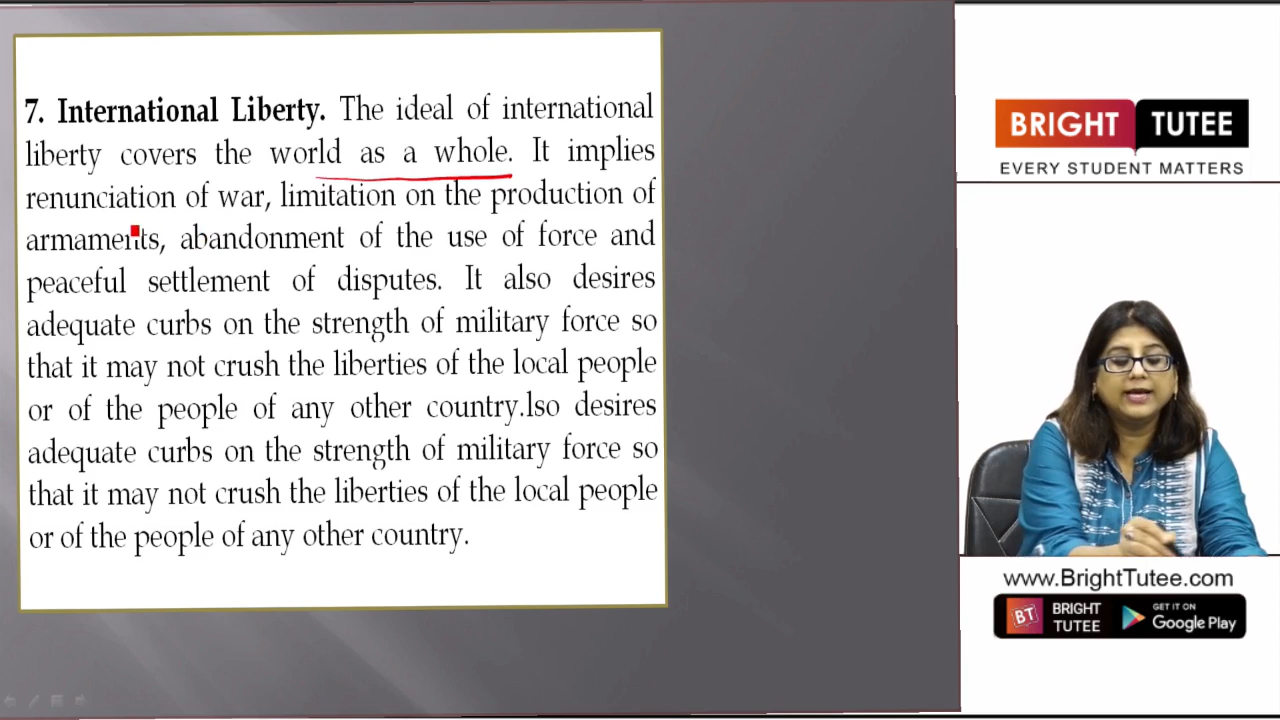 7. International Liberty. The ideal of international
liberty covers the world as a whole. It implies
renunciation of war, limitation on the production of
armaments, abandonment of the use of force and
peaceful settlement of disputes. It also desires
adequate curbs on the strength of military force so
that it may not crush the liberties of the local people
or of the people of any other country.lso desires
adequate curbs on the strength of military force so
that it may not crush the liberties of the local people
or of the people of any other country.
BRIGHT TUTEE
EVERY STUDENT MATTERS
www.BrightTutee.com
BT BRIGHT TUTEE
GET IT ON
Google Play